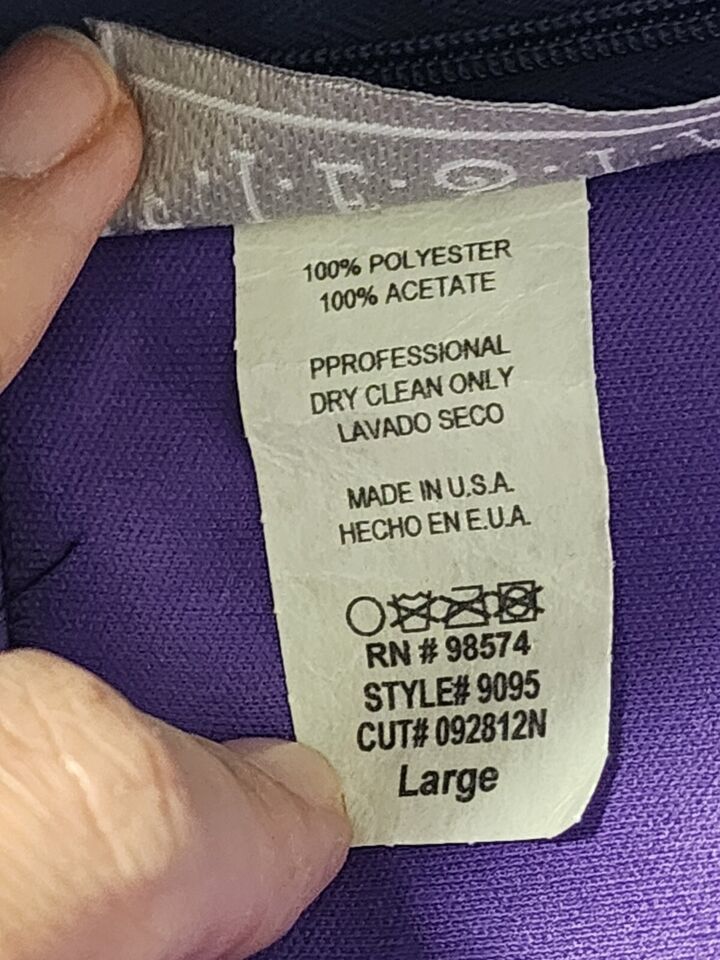 100% POLYESTER
100% ACETATE
PPROFESSIONAL
DRY CLEAN ONLY
LAVADO SECO
MADE IN U.S.A.
HECHO EN E.U.A.
RN # 98574
STYLE# 9095
CUT# 092812N
Large